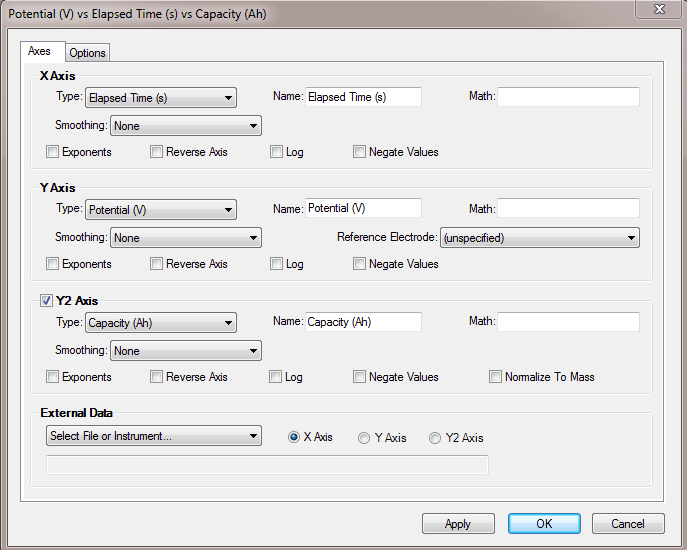 Potential (V) vs Elapsed Time (s) vs Capacity (Ah)
Axes Options
X Axis
Type: Elapsed Time (s) Name: Elapsed Time (s) Math:
Smoothing: None
Exponents Reverse Axis Log Negate Values
Y Axis
Type: Potential (V) Name: Potential (V) Math:
Smoothing: None Reference Electrode: (unspecified)
Exponents Reverse Axis Log Negate Values
Y2 Axis
Type: Capacity (Ah) Name: Capacity (Ah) Math:
Smoothing: None
Exponents Reverse Axis Log Negate Values Normalize To Mass
External Data
Select File or Instrument... X Axis Y Axis Y2 Axis
Apply OK Cancel